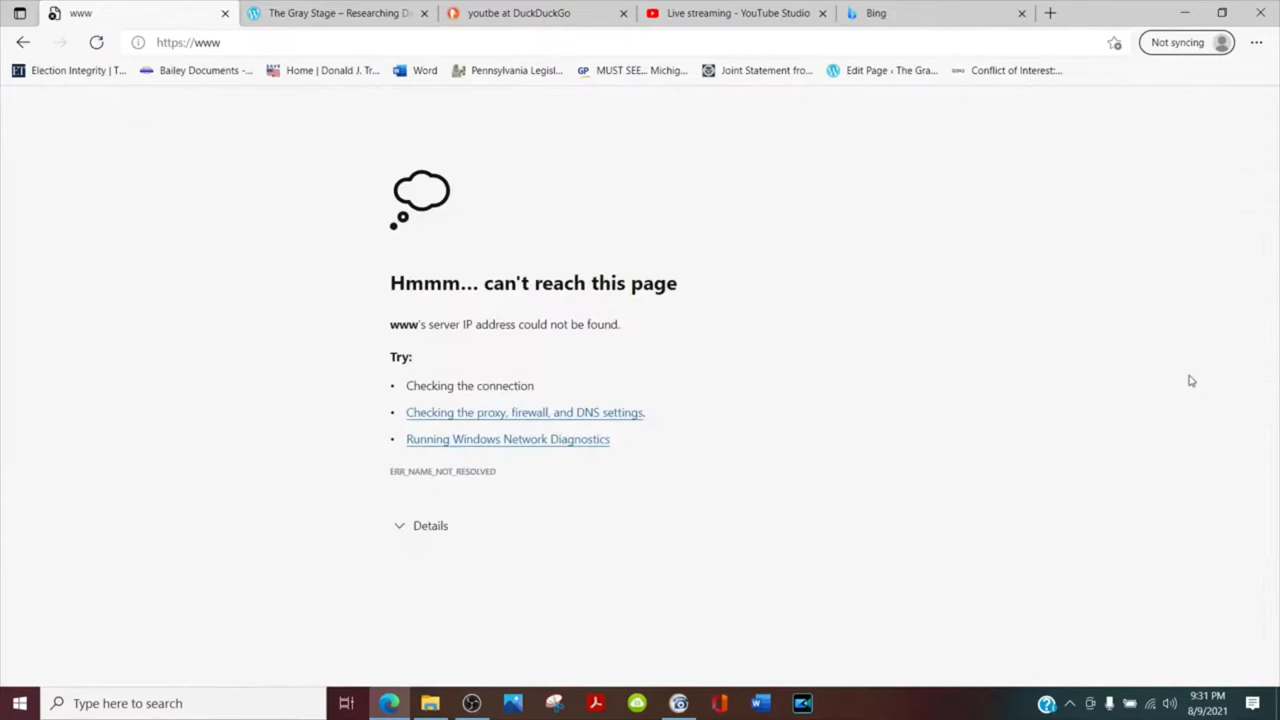 www
The Gray Stage – Researching Da
youtbe at DuckDuckGo
Live streaming - YouTube Studio
Bing
https://www
Not syncing
Election Integrity | T...
Bailey Documents -...
Home | Donald J. Tr...
Word
Pennsylvania Legisl...
GP
MUST SEE... Michig...
Joint Statement fro...
Edit Page ‹ The Gra...
Conflict of Interest:...
Hmmm... can't reach this page
www's server IP address could not be found.
Try:
• Checking the connection
• Checking the proxy, firewall, and DNS settings.
• Running Windows Network Diagnostics
ERR_NAME_NOT_RESOLVED
Details
Type here to search
9:31 PM
8/9/2021